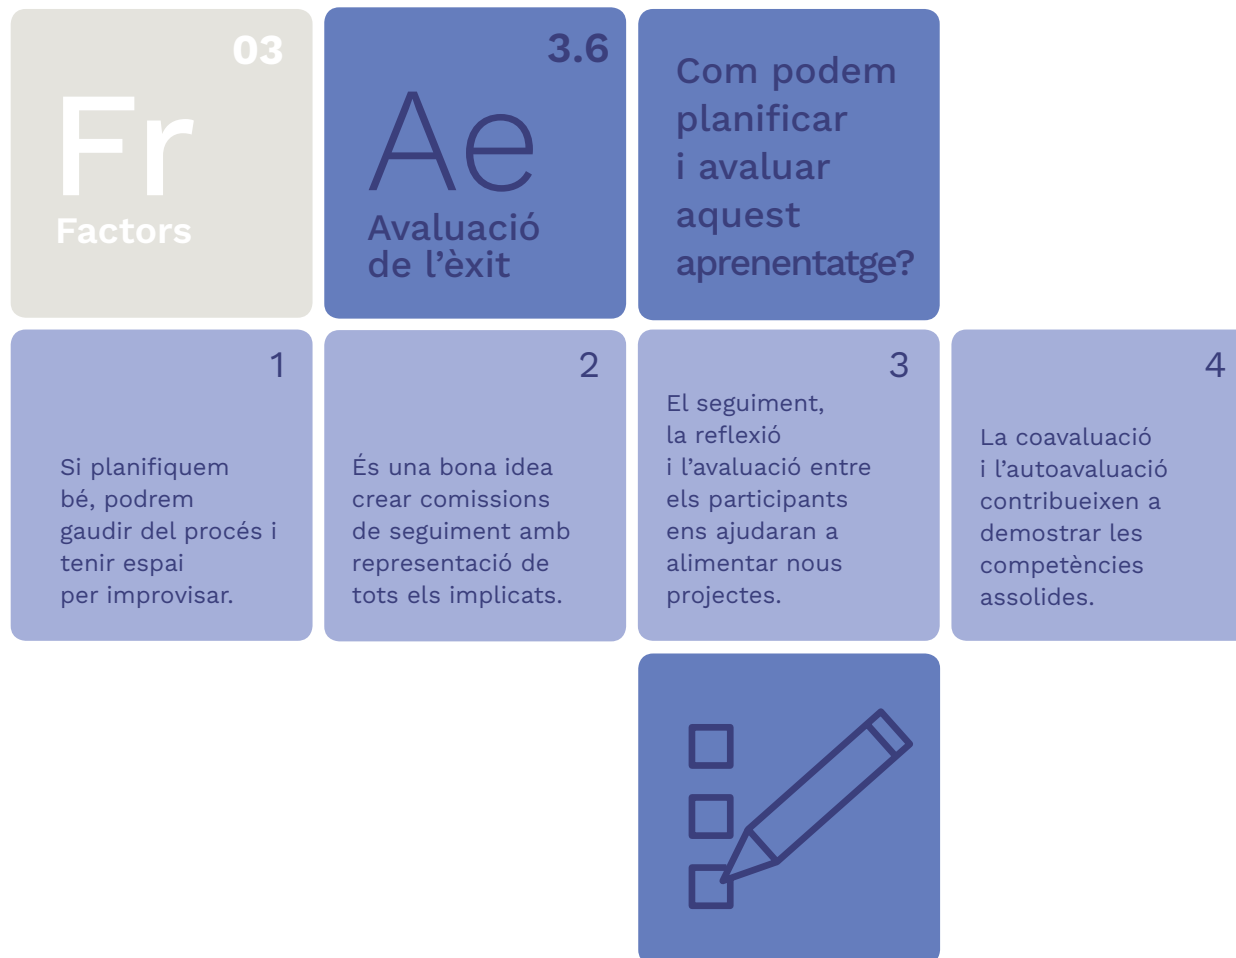 03
Fr
Factors
3.6
Ae
Avaluació
de l’èxit
Com podem
planificar
i avaluar
aquest
aprenentatge?
1
Si planifiquem
bé, podrem
gaudir del procés i
tenir espai
per improvisar.
2
És una bona idea
crear comissions
de seguiment amb
representació de
tots els implicats.
3
El seguiment,
la reflexió
i l’avaluació entre
els participants
ens ajudaran a
alimentar nous
projectes.
4
La coavaluació
i l’autoavaluació
contribueixen a
demostrar les
competències
assolides.